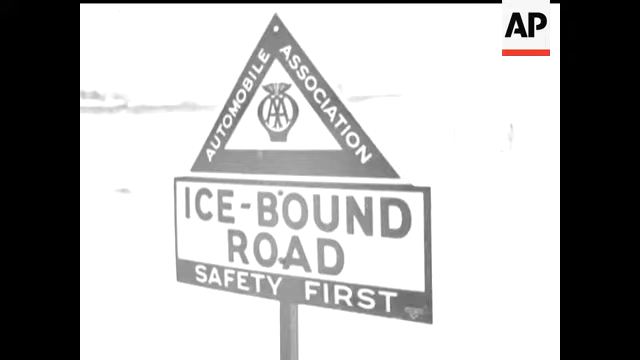 AP
AUTOMOBILE ASSOCIATION
AA
ICE-BOUND
ROAD
SAFETY FIRST